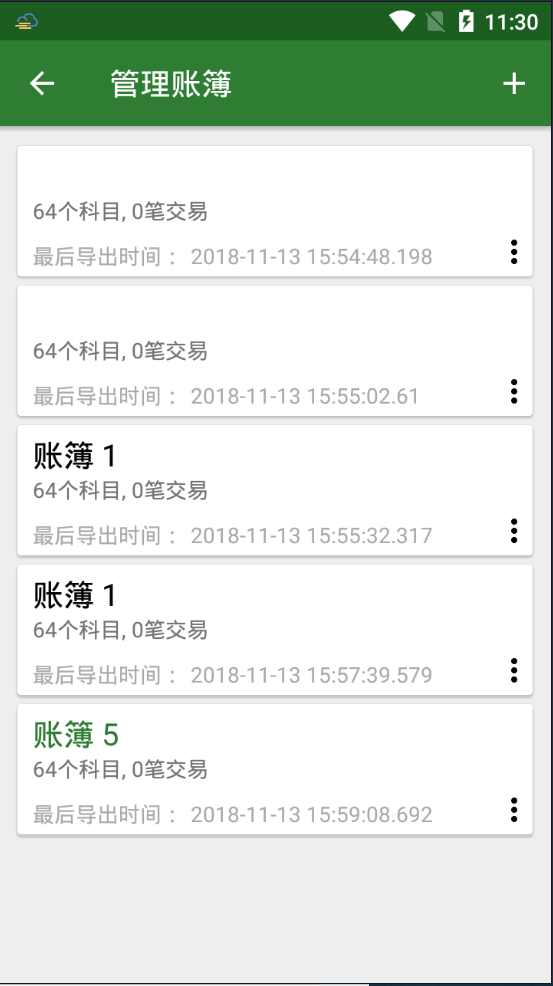 11:30
管理账簿
64个科目, 0笔交易
最后导出时间 :  2018-11-13 15:54:48.198
64个科目, 0笔交易
最后导出时间 :  2018-11-13 15:55:02.61
账簿 1
64个科目, 0笔交易
最后导出时间 :  2018-11-13 15:55:32.317
账簿 1
64个科目, 0笔交易
最后导出时间 :  2018-11-13 15:57:39.579
账簿 5
64个科目, 0笔交易
最后导出时间 :  2018-11-13 15:59:08.692